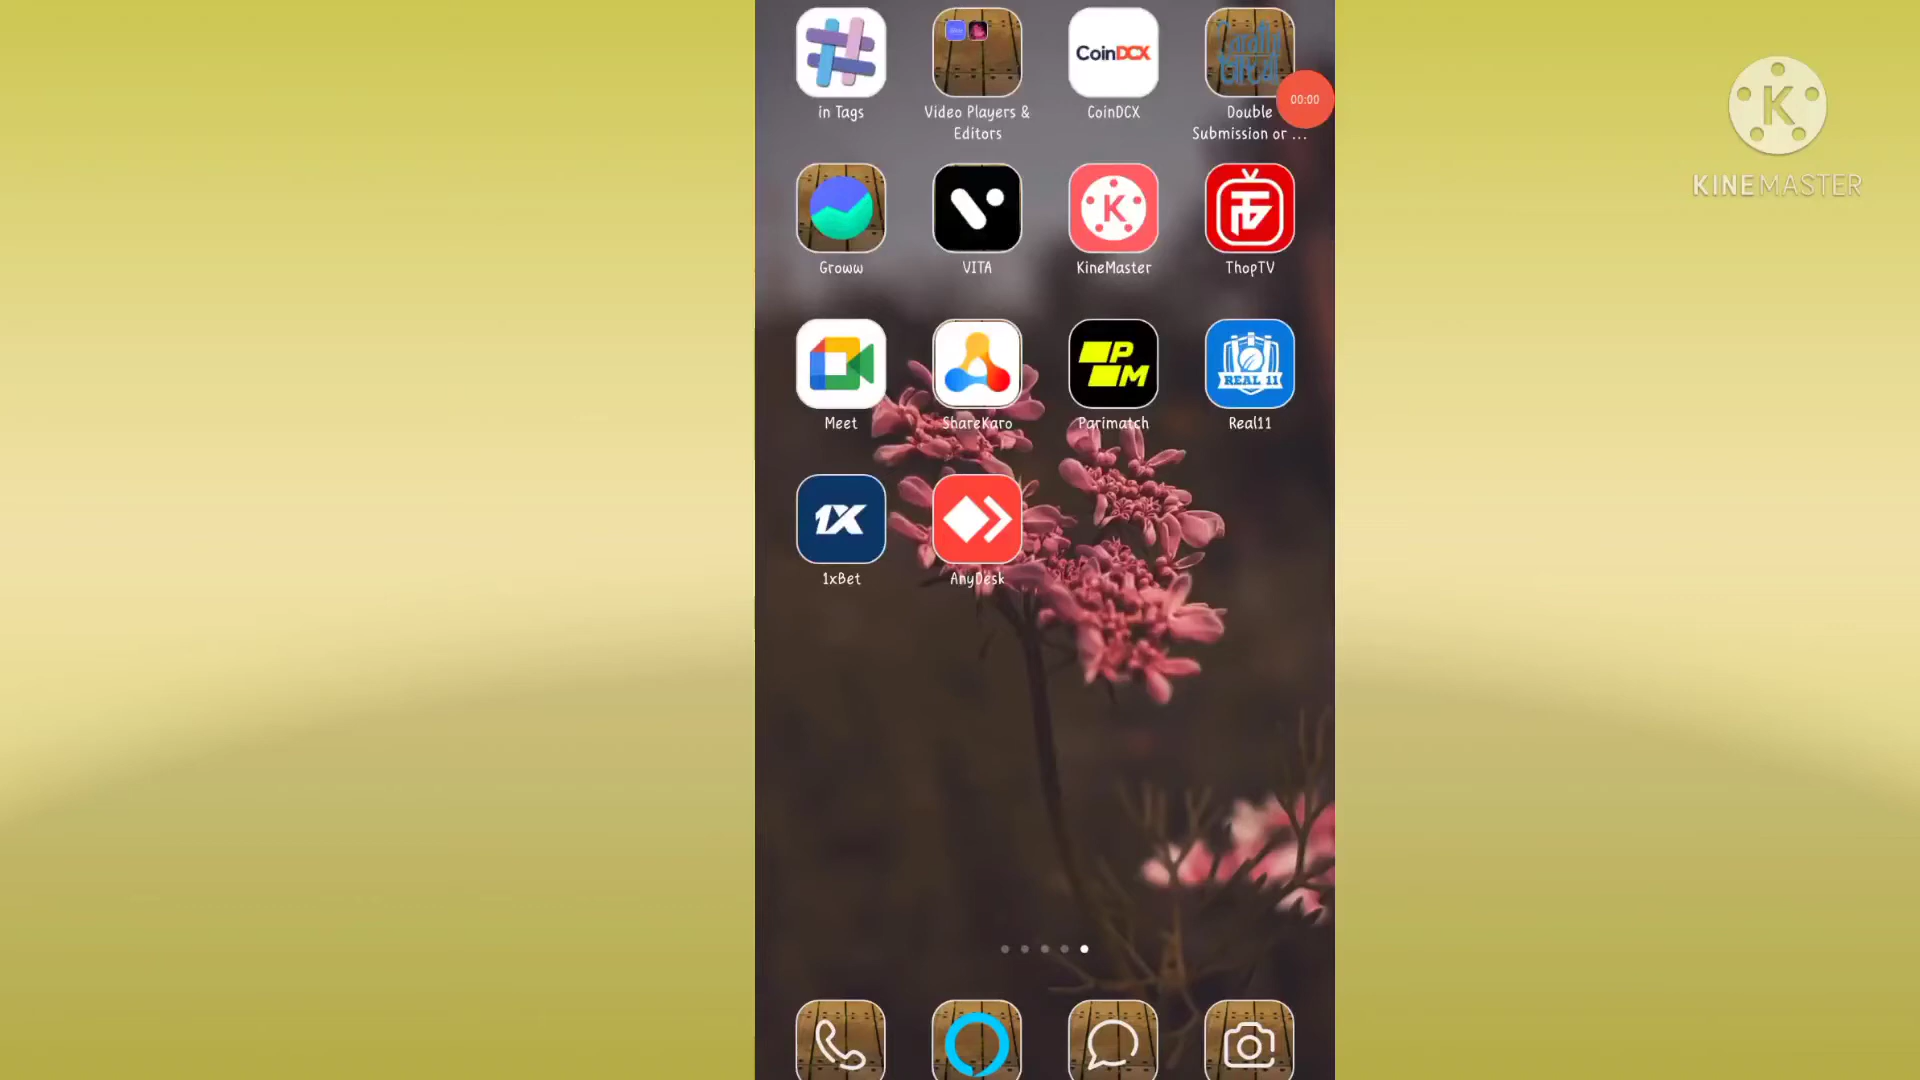 in Tags
Video Players &
Editors
CoinDCX
CoinDCX
Double
Submission or ...
00:00
K
KINEMASTER
Groww
VITA
K
KineMaster
ThopTV
Meet
ShareKaro
PM
Parimatch
REAL 11
Real11
1X
1xBet
AnyDesk